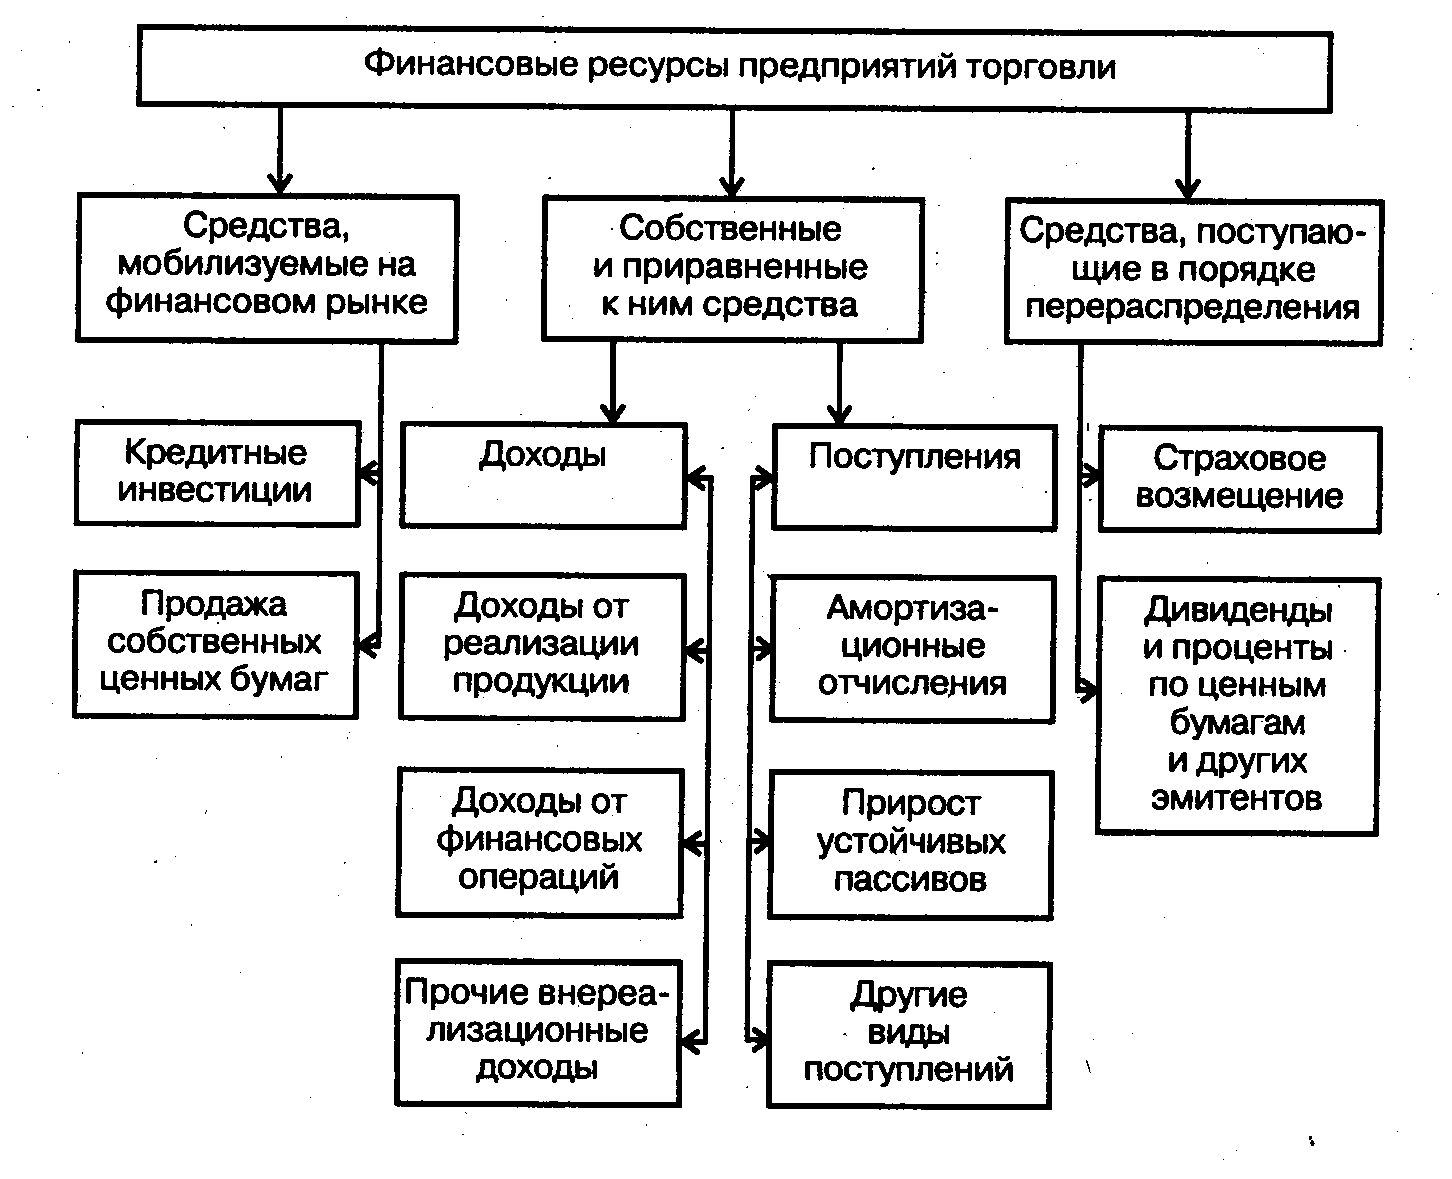 Финансовые ресурсы предприятий торговли
Средства,
мобилизуемые на
финансовом рынке
Собственные
и приравненные
к ним средства
Средства, поступаю-
щие в порядке
перераспределения
Кредитные
инвестиции
Продажа
собственных
ценных бумаг
Доходы
Доходы от
реализации
продукции
Доходы от
финансовых
операций
Прочие внереа-
лизационные
доходы
Поступления
Амортиза-
ционные
отчисления
Прирост
устойчивых
пассивов
Другие
виды
поступлений
Страховое
возмещение
Дивиденды
и проценты
по ценным
бумагам
и других
эмитентов